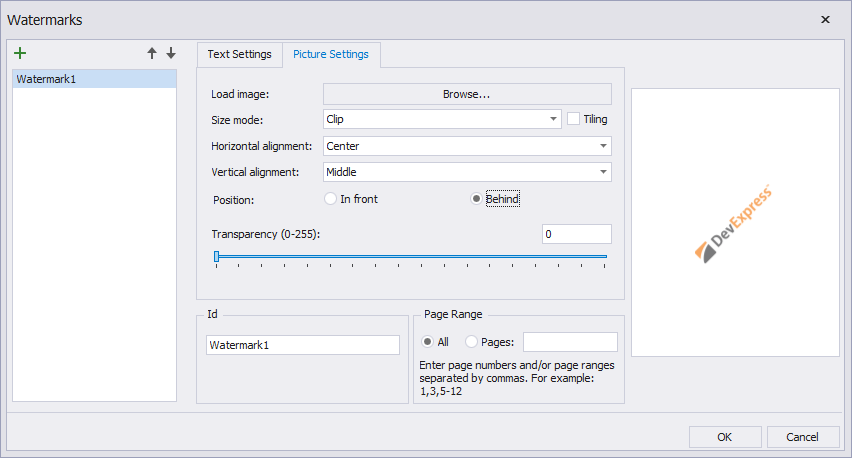 Watermarks
Watermark1
Text Settings
Picture Settings
Load image:
Browse...
Size mode:
Clip
Tiling
Horizontal alignment:
Center
Vertical alignment:
Middle
Position:
In front
Behind
Transparency (0-255):
0
Id
Watermark1
Page Range
All
Pages:
Enter page numbers and/or page ranges
separated by commas. For example:
1,3,5-12
DevExpress™
OK
Cancel